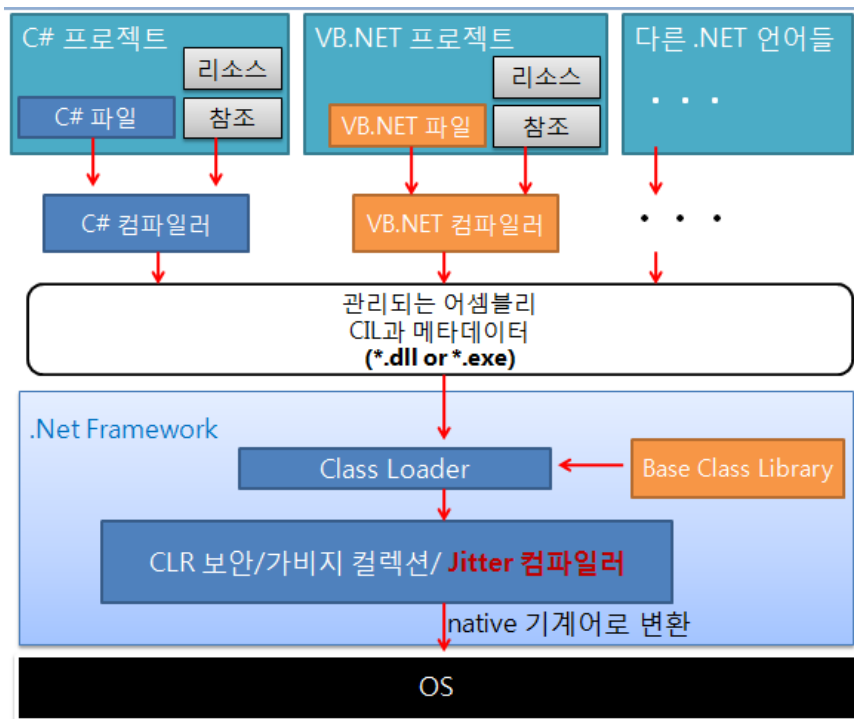 C# 프로젝트
리소스
C# 파일
참조
VB.NET 프로젝트
리소스
VB.NET 파일
참조
다른 .NET 언어들
. . .
C# 컴파일러
VB.NET 컴파일러
. . .
관리되는 어셈블리
CIL과 메타데이터
(*.dll or *.exe)
.Net Framework
Class Loader
Base Class Library
CLR 보안/가비지 컬렉션/ Jitter 컴파일러
native 기계어로 변환
OS